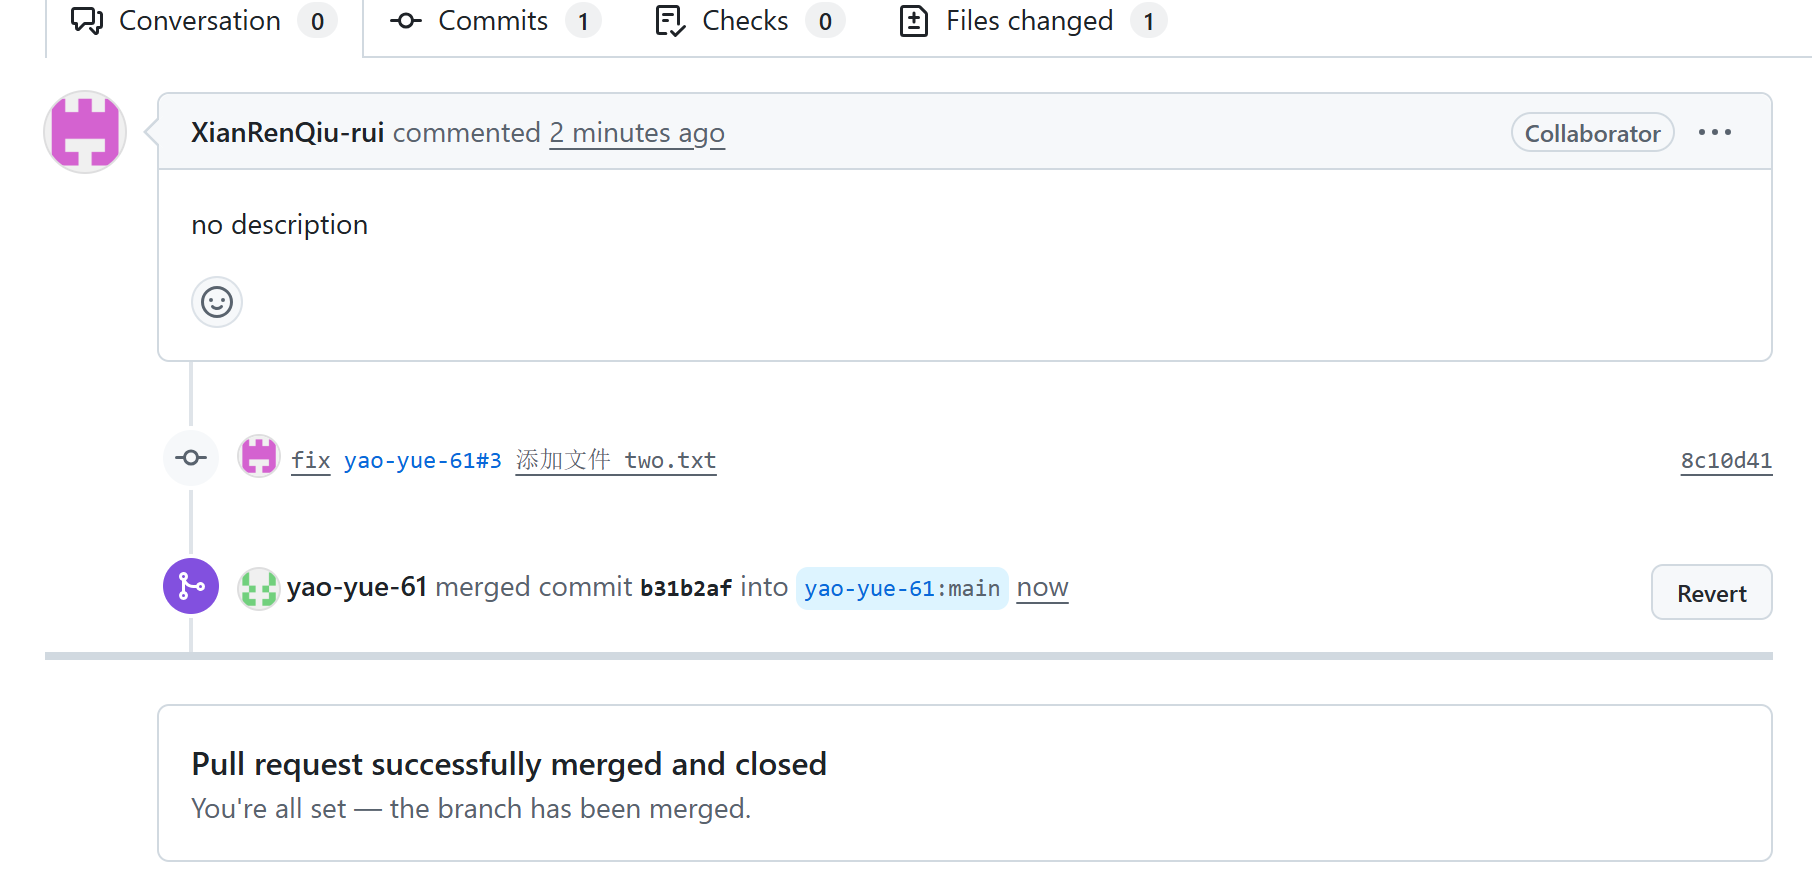 Conversation 0 Commits 1 Checks 0 Files changed 1
XianRenQiu-rui commented 2 minutes ago Collaborator
no description
fix yao-yue-61#3 添加文件 two.txt 8c10d41
yao-yue-61 merged commit b31b2af into yao-yue-61:main now Revert
Pull request successfully merged and closed
You're all set — the branch has been merged.